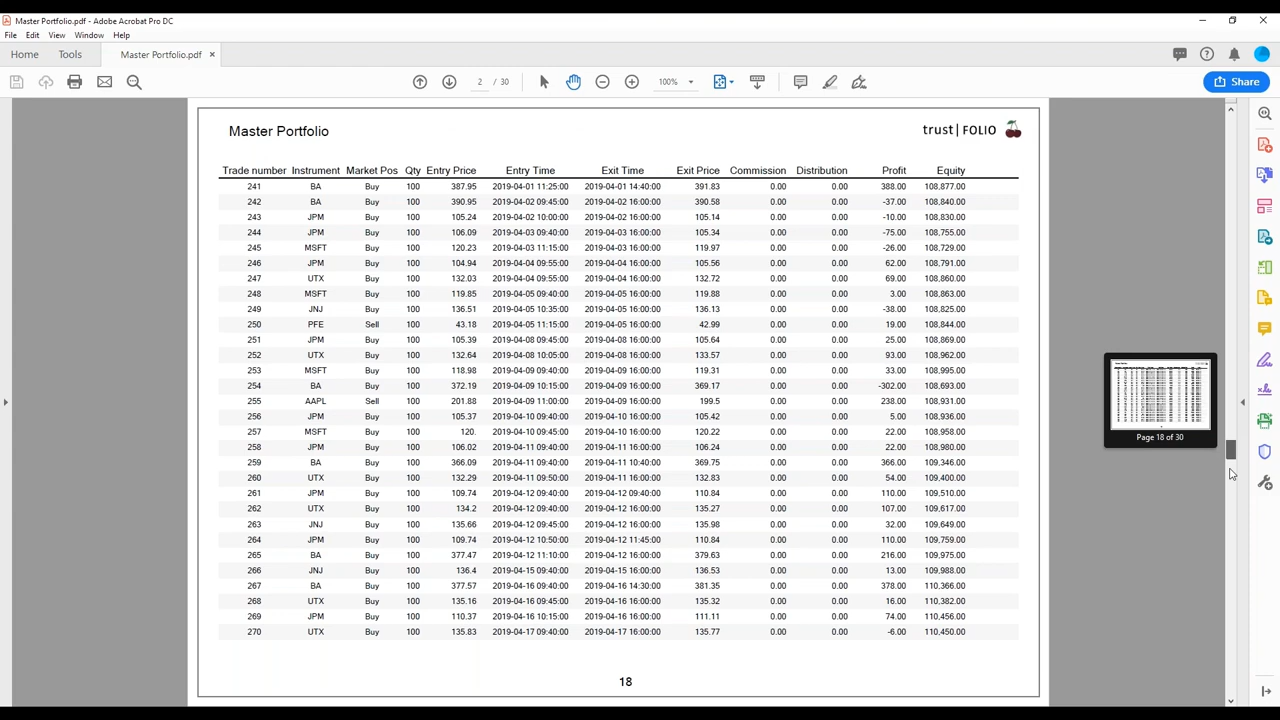 Master Portfolio.pdf - Adobe Acrobat Pro DC
File Edit View Window Help
Home Tools Master Portfolio.pdf ×
2 / 30 100% Share
Master Portfolio trust|FOLIO
Trade number Instrument Market Pos Qty Entry Price Entry Time Exit Time Exit Price Commission Distribution Profit Equity
241 BA Buy 100 387.95 2019-04-01 11:25:00 2019-04-01 14:40:00 391.83 0.00 0.00 388.00 108,877.00
242 BA Buy 100 390.95 2019-04-02 09:45:00 2019-04-02 16:00:00 390.58 0.00 0.00 -37.00 108,840.00
243 JPM Buy 100 105.24 2019-04-02 10:00:00 2019-04-02 16:00:00 105.14 0.00 0.00 -10.00 108,830.00
244 JPM Buy 100 106.09 2019-04-03 09:40:00 2019-04-03 16:00:00 105.34 0.00 0.00 -75.00 108,755.00
245 MSFT Buy 100 120.23 2019-04-03 11:15:00 2019-04-03 16:00:00 119.97 0.00 0.00 -26.00 108,729.00
246 JPM Buy 100 104.94 2019-04-04 09:55:00 2019-04-04 16:00:00 105.56 0.00 0.00 62.00 108,791.00
247 UTX Buy 100 132.03 2019-04-04 09:55:00 2019-04-04 16:00:00 132.72 0.00 0.00 69.00 108,860.00
248 MSFT Buy 100 119.85 2019-04-05 09:40:00 2019-04-05 16:00:00 119.88 0.00 0.00 3.00 108,863.00
249 JNJ Buy 100 136.51 2019-04-05 10:35:00 2019-04-05 16:00:00 136.13 0.00 0.00 -38.00 108,825.00
250 PFE Sell 100 43.18 2019-04-05 11:15:00 2019-04-05 16:00:00 42.99 0.00 0.00 19.00 108,844.00
251 JPM Buy 100 105.39 2019-04-08 09:45:00 2019-04-08 16:00:00 105.64 0.00 0.00 25.00 108,869.00
252 UTX Buy 100 132.64 2019-04-08 10:05:00 2019-04-08 16:00:00 133.57 0.00 0.00 93.00 108,962.00
253 MSFT Buy 100 118.98 2019-04-09 09:40:00 2019-04-09 16:00:00 119.31 0.00 0.00 33.00 108,995.00
254 BA Buy 100 372.19 2019-04-09 10:15:00 2019-04-09 16:00:00 369.17 0.00 0.00 -302.00 108,693.00
255 AAPL Sell 100 201.88 2019-04-09 11:00:00 2019-04-09 16:00:00 199.5 0.00 0.00 238.00 108,931.00
256 JPM Buy 100 105.37 2019-04-10 09:40:00 2019-04-10 16:00:00 105.42 0.00 0.00 5.00 108,936.00
257 MSFT Buy 100 120. 2019-04-10 09:45:00 2019-04-10 16:00:00 120.22 0.00 0.00 22.00 108,958.00
258 JPM Buy 100 106.02 2019-04-11 09:40:00 2019-04-11 16:00:00 106.24 0.00 0.00 22.00 108,980.00
259 BA Buy 100 366.09 2019-04-11 09:40:00 2019-04-11 10:40:00 369.75 0.00 0.00 366.00 109,346.00
260 UTX Buy 100 132.29 2019-04-11 09:50:00 2019-04-11 16:00:00 132.83 0.00 0.00 54.00 109,400.00
261 JPM Buy 100 109.74 2019-04-12 09:40:00 2019-04-12 09:40:00 110.84 0.00 0.00 110.00 109,510.00
262 UTX Buy 100 134.2 2019-04-12 09:40:00 2019-04-12 16:00:00 135.27 0.00 0.00 107.00 109,617.00
263 JNJ Buy 100 135.66 2019-04-12 09:45:00 2019-04-12 16:00:00 135.98 0.00 0.00 32.00 109,649.00
264 JPM Buy 100 109.74 2019-04-12 10:50:00 2019-04-12 11:45:00 110.84 0.00 0.00 110.00 109,759.00
265 BA Buy 100 377.47 2019-04-12 11:10:00 2019-04-12 16:00:00 379.63 0.00 0.00 216.00 109,975.00
266 JNJ Buy 100 136.4 2019-04-15 09:40:00 2019-04-15 16:00:00 136.53 0.00 0.00 13.00 109,988.00
267 BA Buy 100 377.57 2019-04-16 09:40:00 2019-04-16 14:30:00 381.35 0.00 0.00 378.00 110,366.00
268 UTX Buy 100 135.16 2019-04-16 09:45:00 2019-04-16 16:00:00 135.32 0.00 0.00 16.00 110,382.00
269 JPM Buy 100 110.37 2019-04-16 10:15:00 2019-04-16 16:00:00 111.11 0.00 0.00 74.00 110,456.00
270 UTX Buy 100 135.83 2019-04-17 09:40:00 2019-04-17 16:00:00 135.77 0.00 0.00 -6.00 110,450.00
Page 18 of 30
18